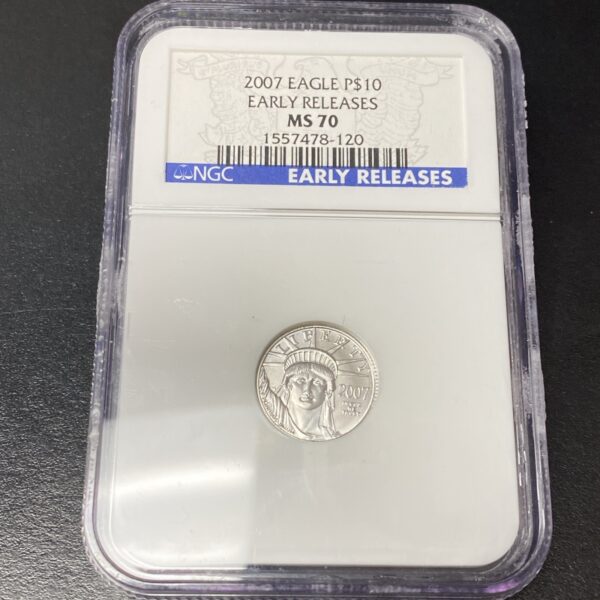 2007 EAGLE P$10
EARLY RELEASES
MS 70
1557478-120
NGC EARLY RELEASES
LIBERTY
2007